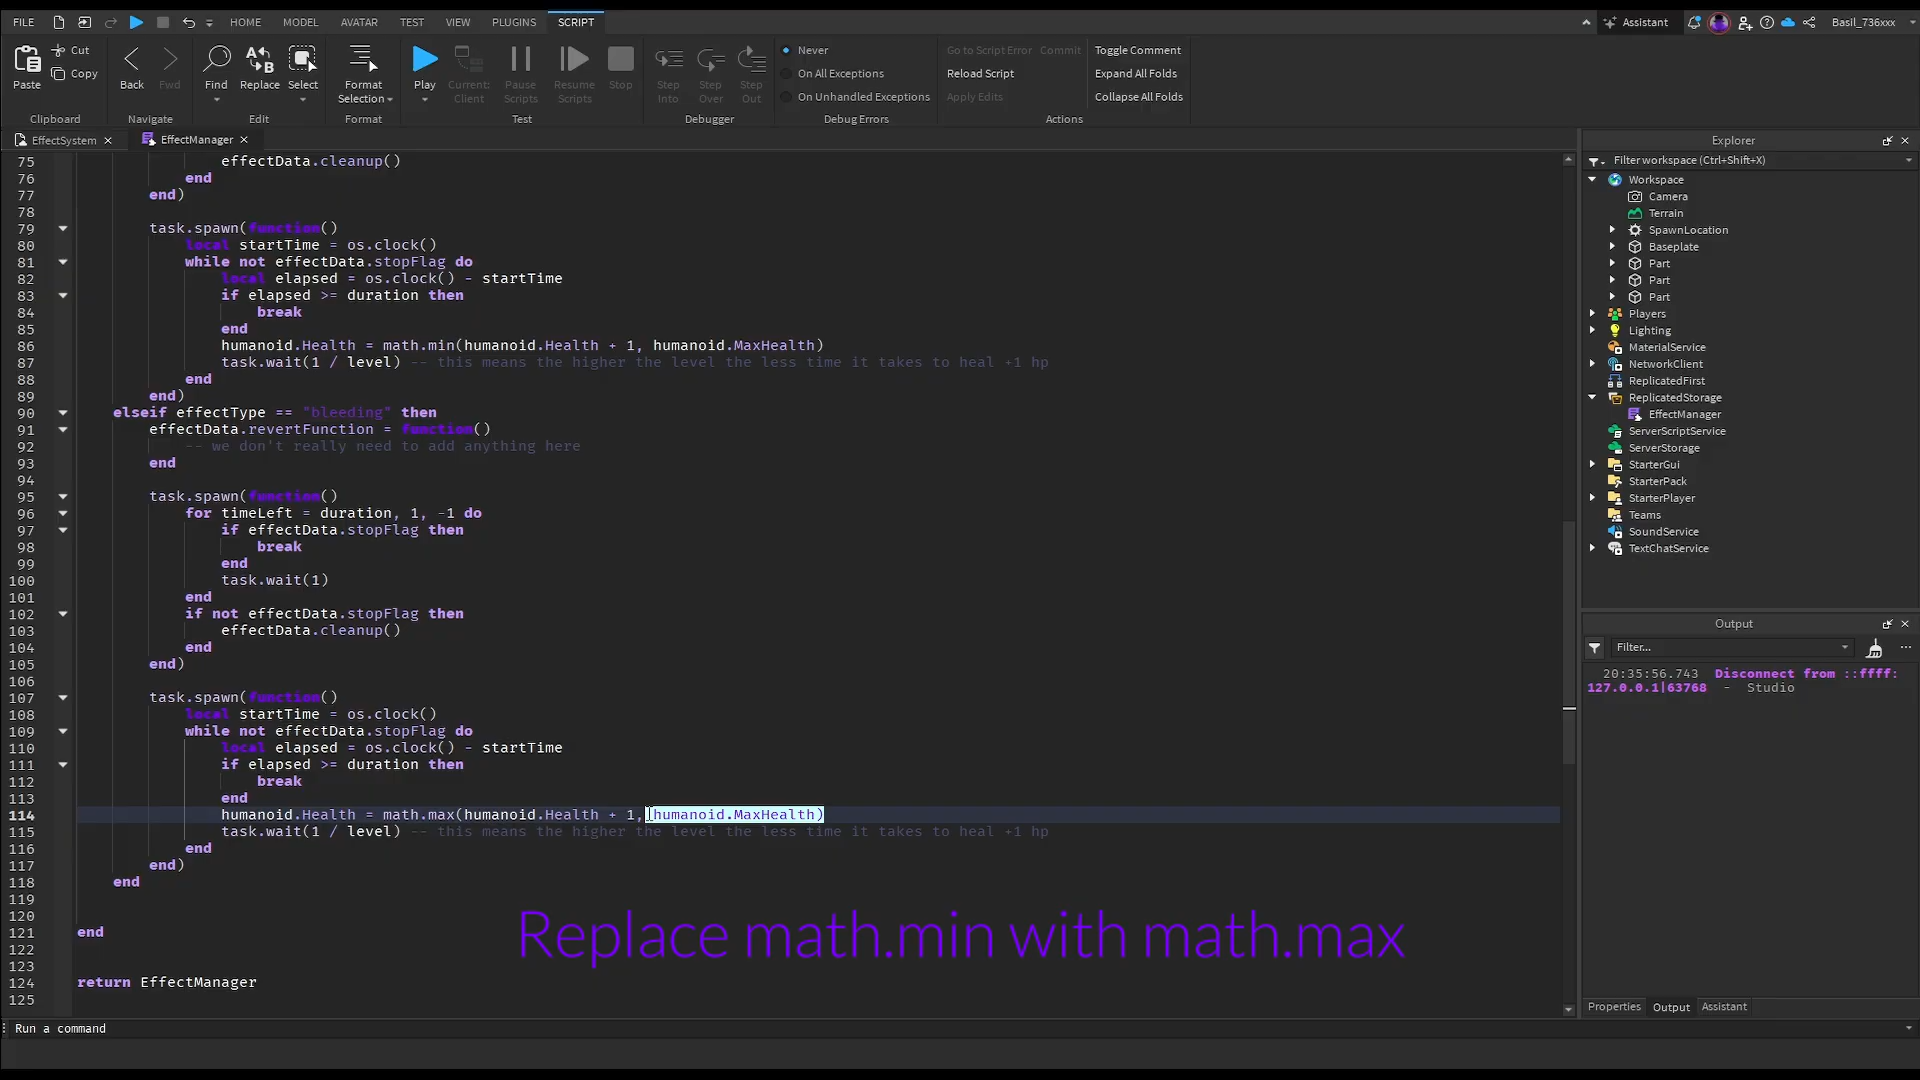 FILE HOME MODEL AVATAR TEST VIEW PLUGINS SCRIPT Assistant Basil_736xxx
Paste Cut Copy Back Fwd Find Replace Select Format Selection Play Current: Client Pause Scripts Resume Scripts Stop Step Into Step Over Step Out
Never
On All Exceptions
On Unhandled Exceptions
Go to Script Error Commit
Reload Script
Apply Edits
Toggle Comment
Expand All Folds
Collapse All Folds
Clipboard Navigate Edit Format Test Debugger Debug Errors Actions
EffectSystem EffectManager
75 effectData.cleanup()
76 end
77 end)
78
79 task.spawn(function()
80 local startTime = os.clock()
81 while not effectData.stopFlag do
82 local elapsed = os.clock() - startTime
83 if elapsed >= duration then
84 break
85 end
86 humanoid.Health = math.min(humanoid.Health + 1, humanoid.MaxHealth)
87 task.wait(1 / level) -- this means the higher the level the less time it takes to heal +1 hp
88 end
89 end)
90 elseif effectType == "bleeding" then
91 effectData.revertFunction = function()
92 -- we don't really need to add anything here
93 end
94
95 task.spawn(function()
96 for timeLeft = duration, 1, -1 do
97 if effectData.stopFlag then
98 break
99 end
100 task.wait(1)
101 end
102 if not effectData.stopFlag then
103 effectData.cleanup()
104 end
105 end)
106
107 task.spawn(function()
108 local startTime = os.clock()
109 while not effectData.stopFlag do
110 local elapsed = os.clock() - startTime
111 if elapsed >= duration then
112 break
113 end
114 humanoid.Health = math.max(humanoid.Health + 1, humanoid.MaxHealth)
115 task.wait(1 / level) -- this means the higher the level the less time it takes to heal +1 hp
116 end
117 end)
118 end
119
120
121 end
122
123
124 return EffectManager
125
Replace math.min with math.max
Run a command
Explorer
Filter workspace (Ctrl+Shift+X)
Workspace
Camera
Terrain
SpawnLocation
Baseplate
Part
Part
Part
Players
Lighting
MaterialService
NetworkClient
ReplicatedFirst
ReplicatedStorage
EffectManager
ServerScriptService
ServerStorage
StarterGui
StarterPack
StarterPlayer
Teams
SoundService
TextChatService
Output
Filter...
20:35:56.743 Disconnect from ::ffff:
127.0.0.1|63768 - Studio
Properties Output Assistant